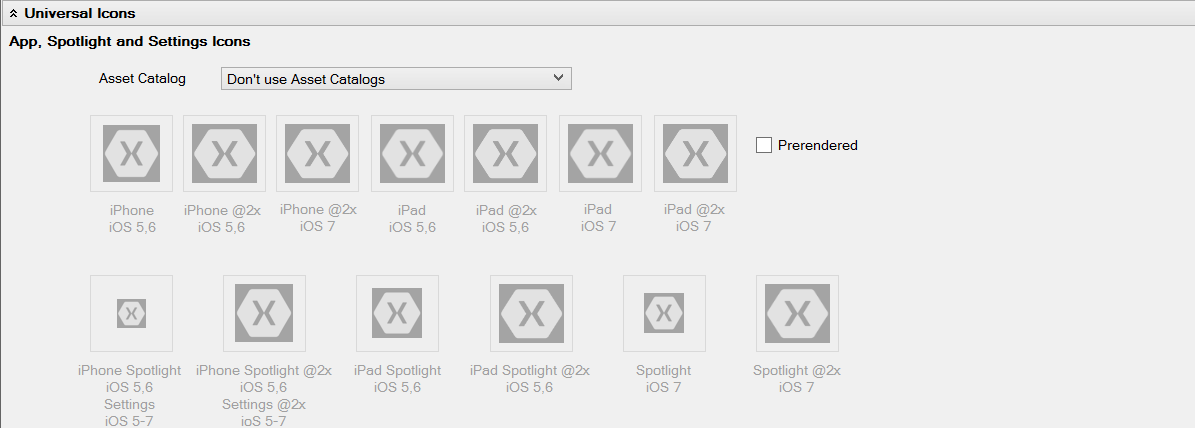 Universal Icons
App, Spotlight and Settings Icons
Asset Catalog
Don't use Asset Catalogs
Prerendered
iPhone
iOS 5,6
iPhone @2x
iOS 5,6
iPhone @2x
iOS 7
iPad
iOS 5,6
iPad @2x
iOS 5,6
iPad
iOS 7
iPad @2x
iOS 7
iPhone Spotlight
iOS 5,6
Settings
iOS 5-7
iPhone Spotlight @2x
iOS 5,6
Settings @2x
ioS 5-7
iPad Spotlight
iOS 5,6
iPad Spotlight @2x
iOS 5,6
Spotlight
iOS 7
Spotlight @2x
iOS 7